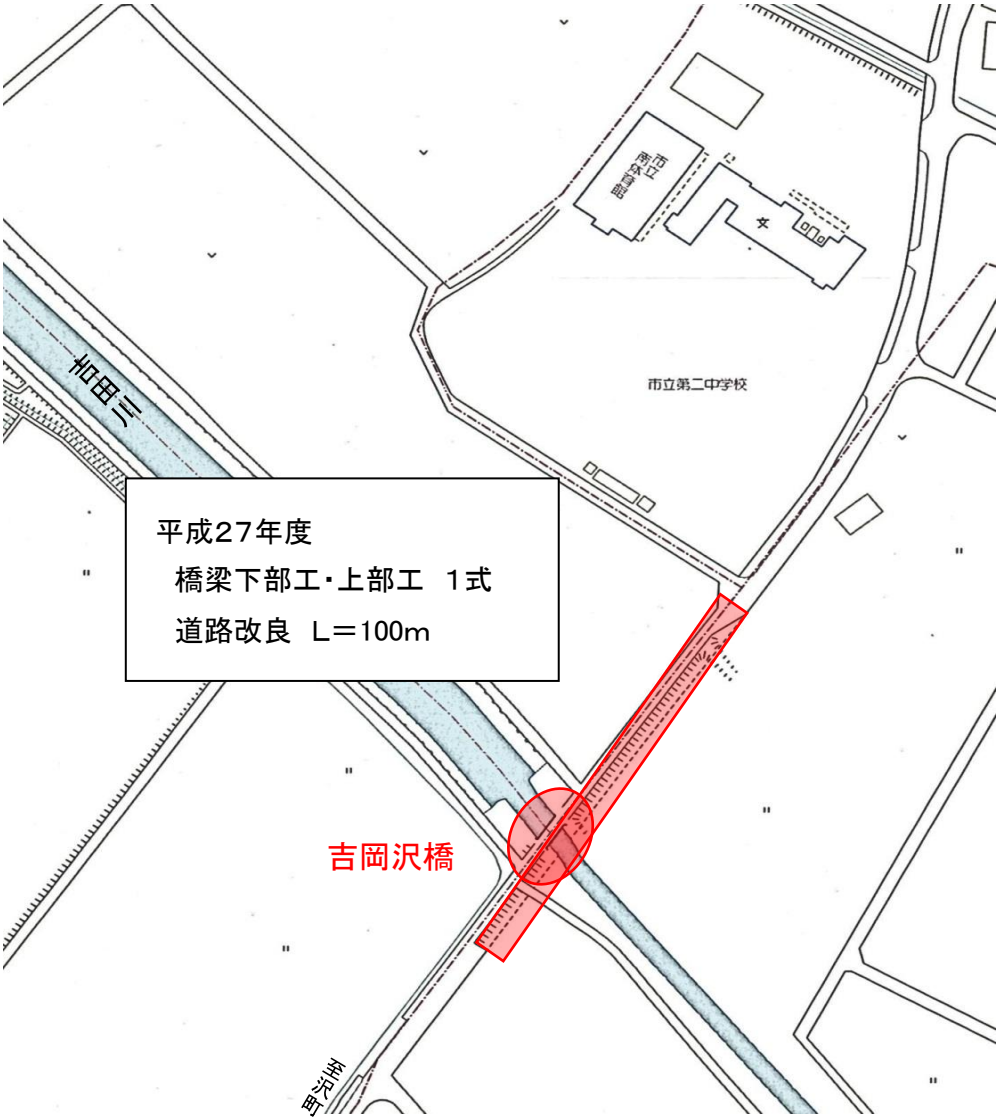 市立
南体育館
文
市立第二中学校
吉田川
平成27年度
橋梁下部工・上部工 1式
道路改良 L=100m
吉岡沢橋
至沢町